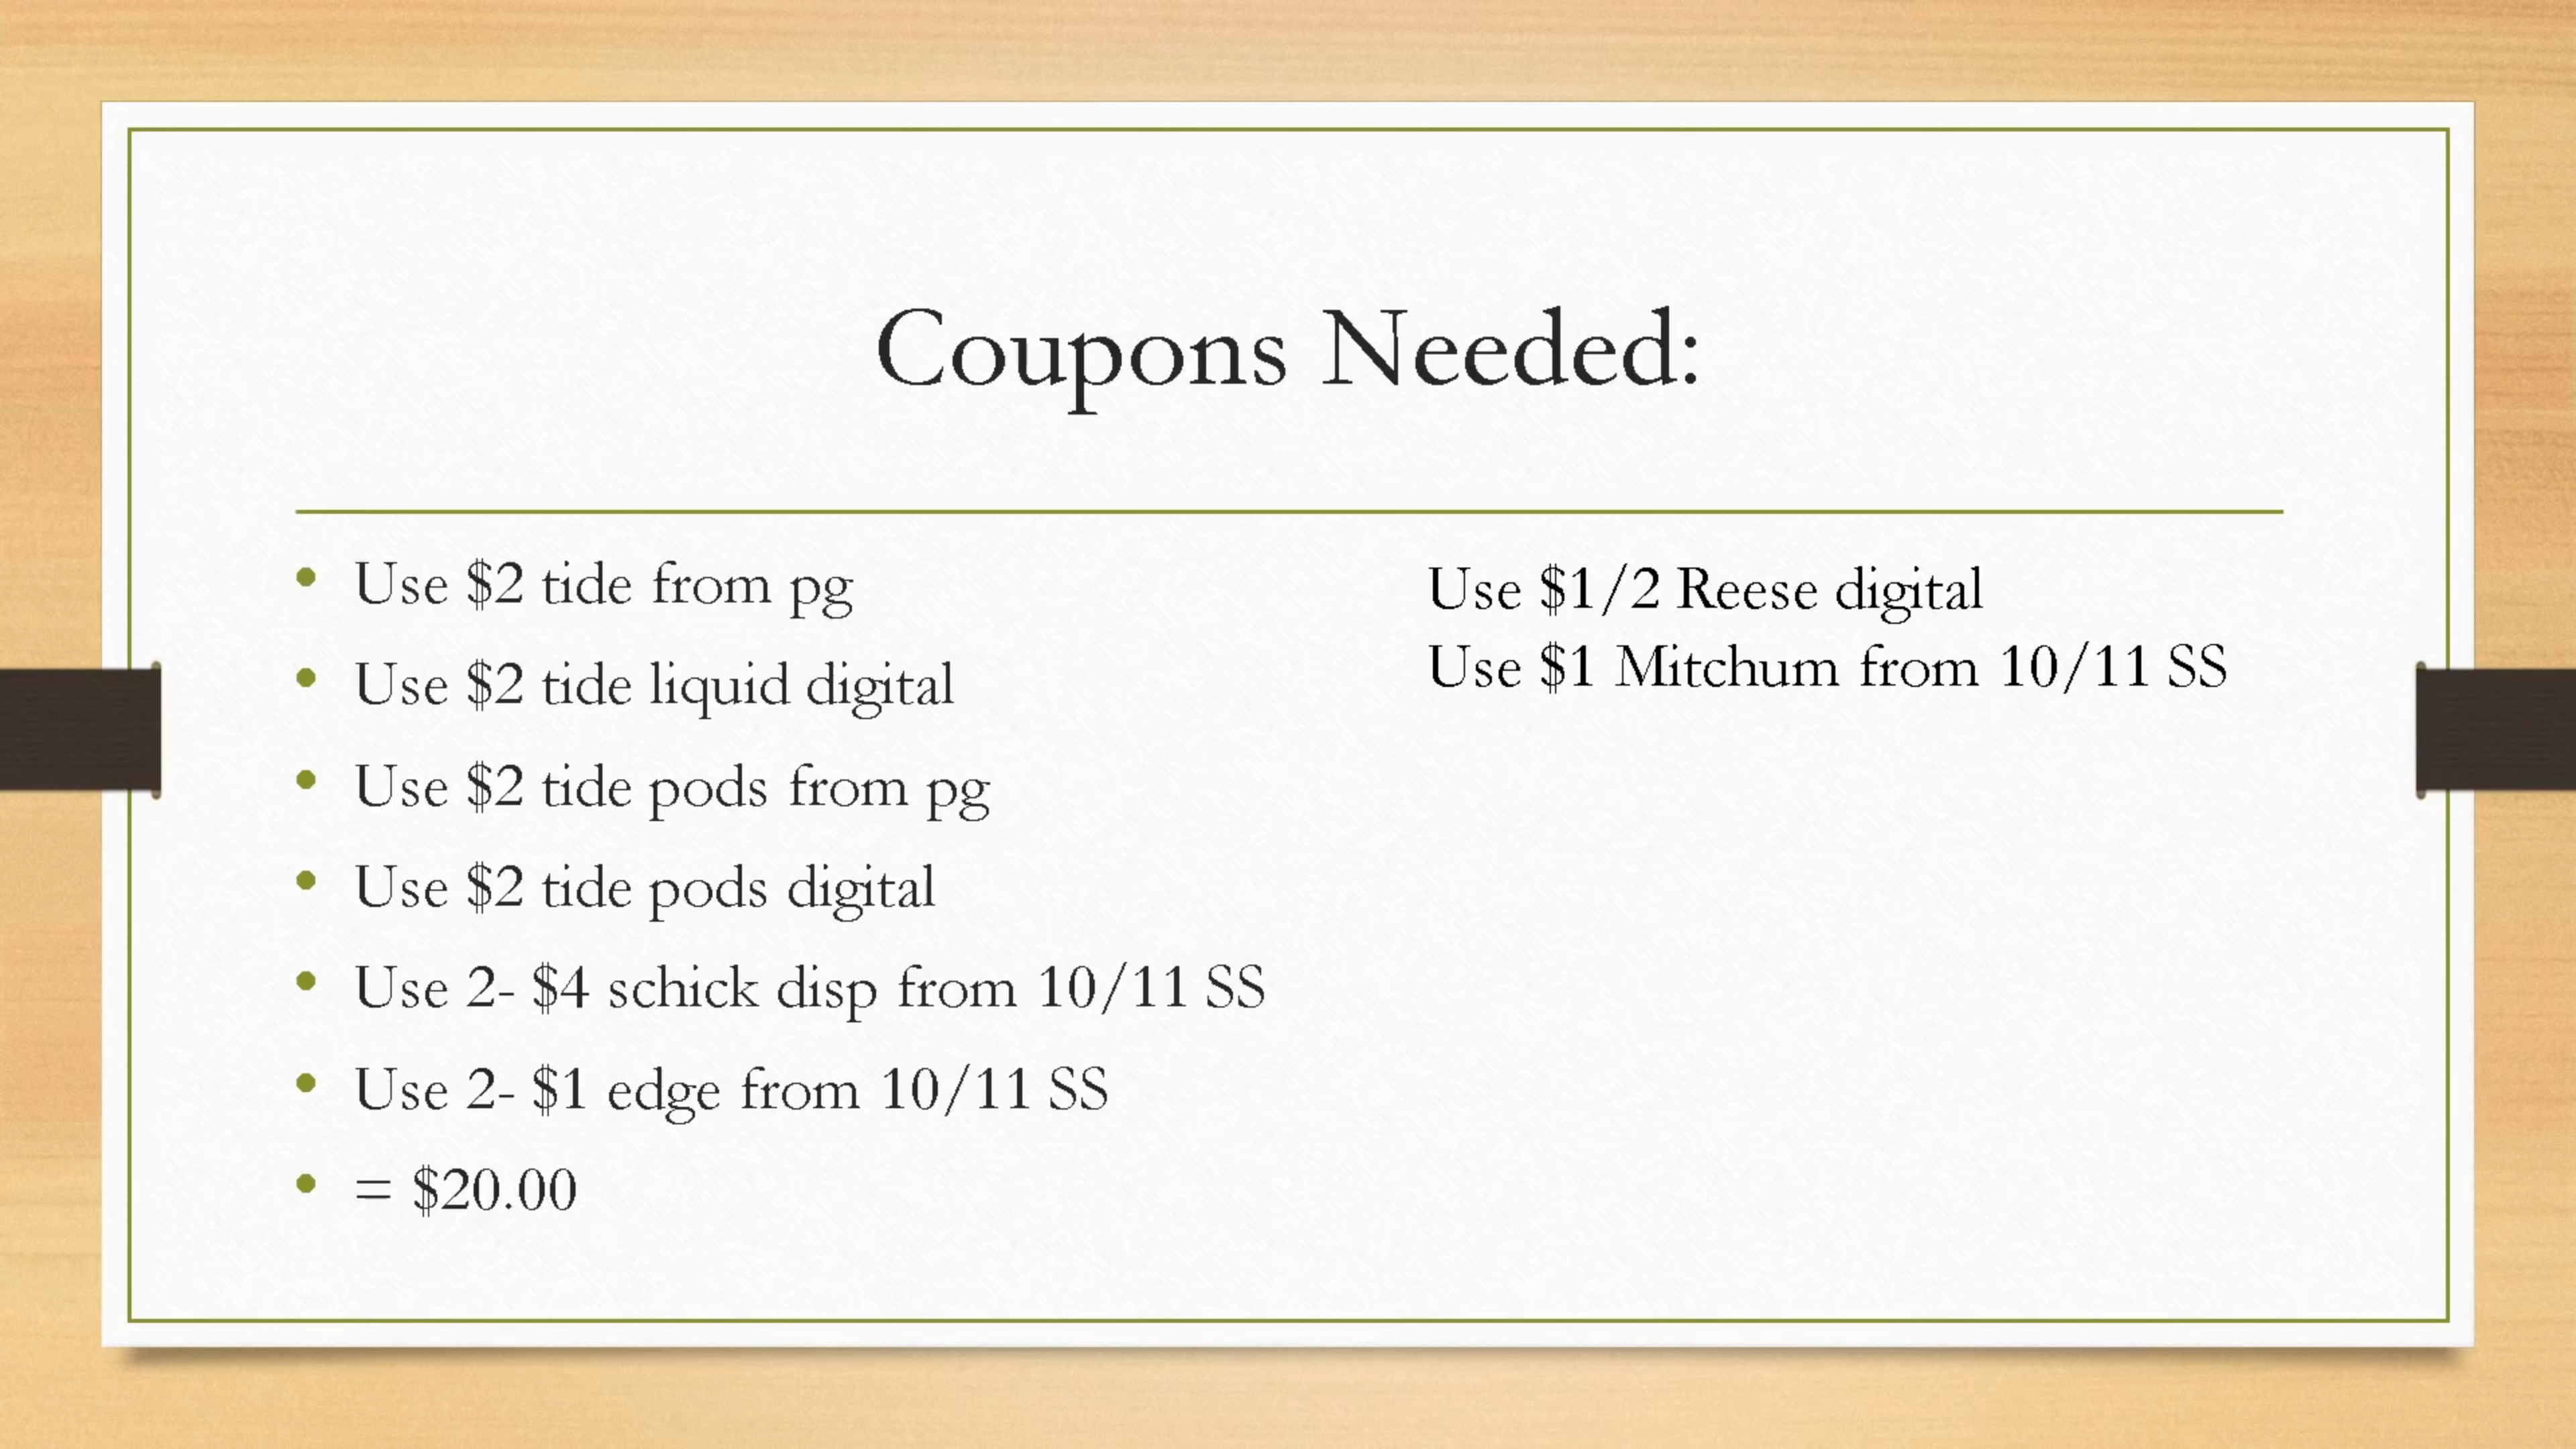 Coupons Needed:
Use $2 tide from pg
Use $2 tide liquid digital
Use $2 tide pods from pg
Use $2 tide pods digital
Use 2- $4 schick disp from 10/11 SS
Use 2- $1 edge from 10/11 SS
= $20.00
Use $1/2 Reese digital
Use $1 Mitchum from 10/11 SS